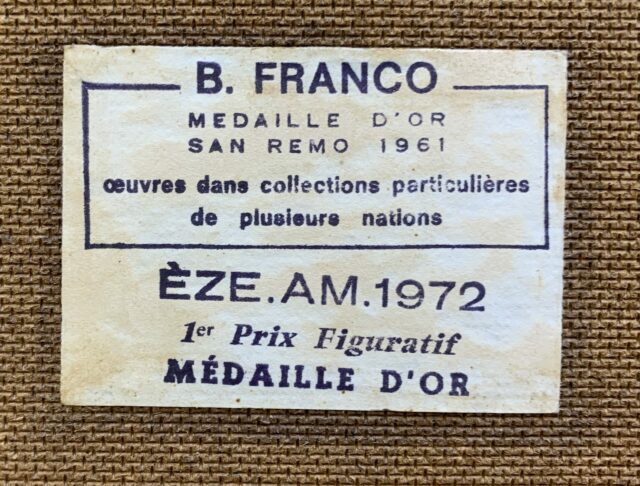 B. FRANCO
MEDAILLE D'OR
SAN REMO 1961
œuvres dans collections particulières
de plusieurs nations
ÈZE.AM.1972
1er Prix Figuratif
MÉDAILLE D'OR